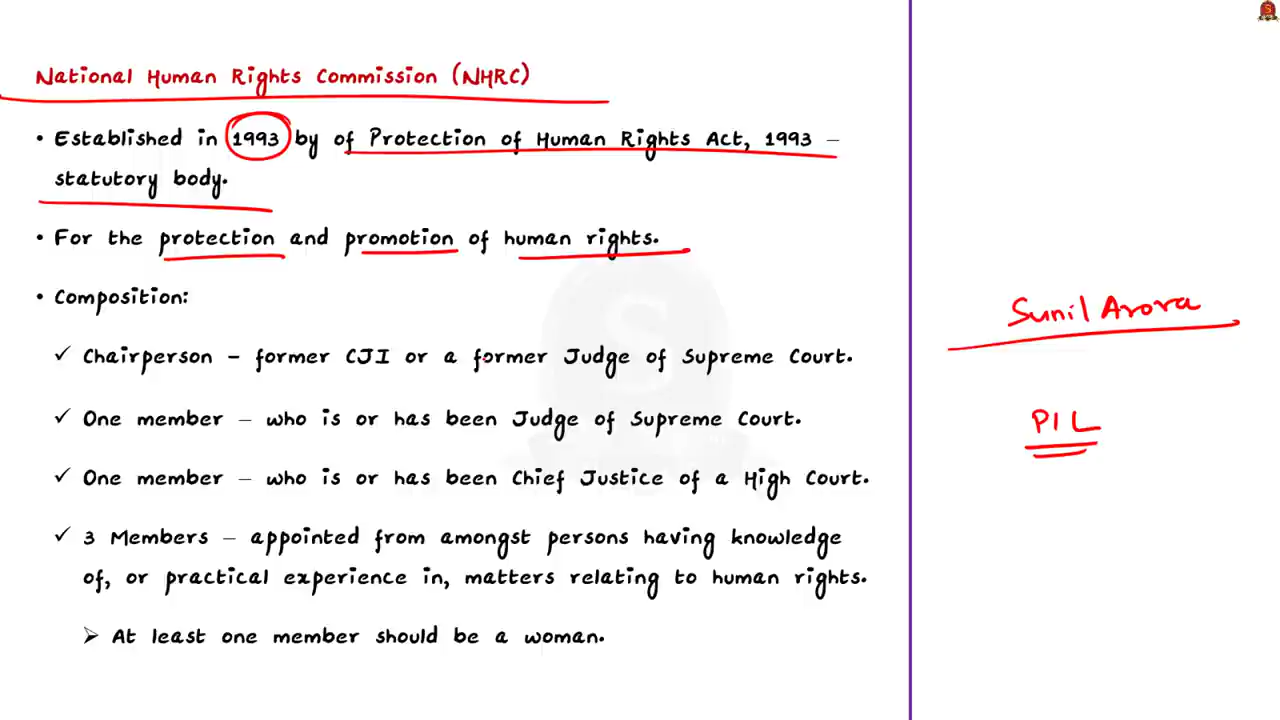 National Human Rights Commission (NHRC)
• Established in 1993 by of Protection of Human Rights Act, 1993 –
statutory body.
• For the protection and promotion of human rights.
• Composition:
✓ Chairperson – former CJI or a former Judge of Supreme Court.
✓ One member – who is or has been Judge of Supreme Court.
✓ One member – who is or has been Chief Justice of a High Court.
✓ 3 Members – appointed from amongst persons having knowledge
of, or practical experience in, matters relating to human rights.
➢ At least one member should be a woman.
Sunil Arora
PIL